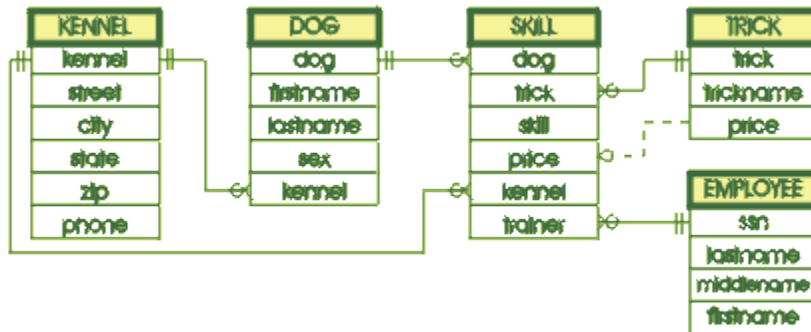 KENNEL
kennel
street
city
state
zip
phone
DOG
dog
firstname
lastname
sex
kennel
SKILL
dog
trick
skill
price
kennel
trainer
TRICK
trick
trickname
price
EMPLOYEE
ssn
lastname
middlename
firstname